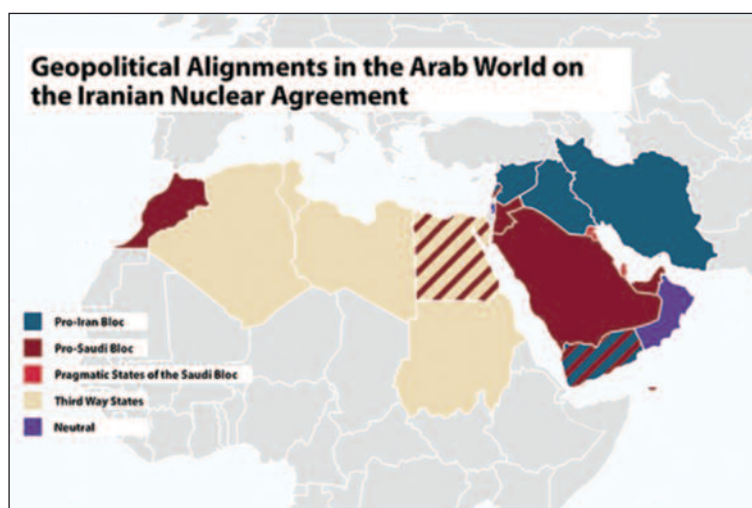 Geopolitical Alignments in the Arab World on
the Iranian Nuclear Agreement
Pro-Iran Bloc
Pro-Saudi Bloc
Pragmatic States of the Saudi Bloc
Third Way States
Neutral